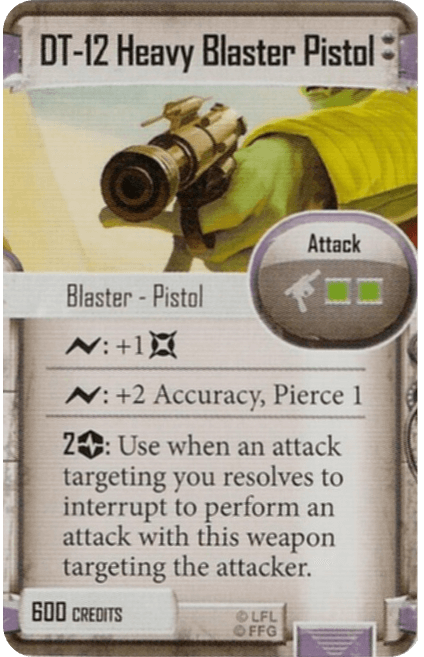 DT-12 Heavy Blaster Pistol
Attack
Blaster - Pistol
: +1
: +2 Accuracy, Pierce 1
2 : Use when an attack
targeting you resolves to
interrupt to perform an
attack with this weapon
targeting the attacker.
600 CREDITS
© LFL
© FFG